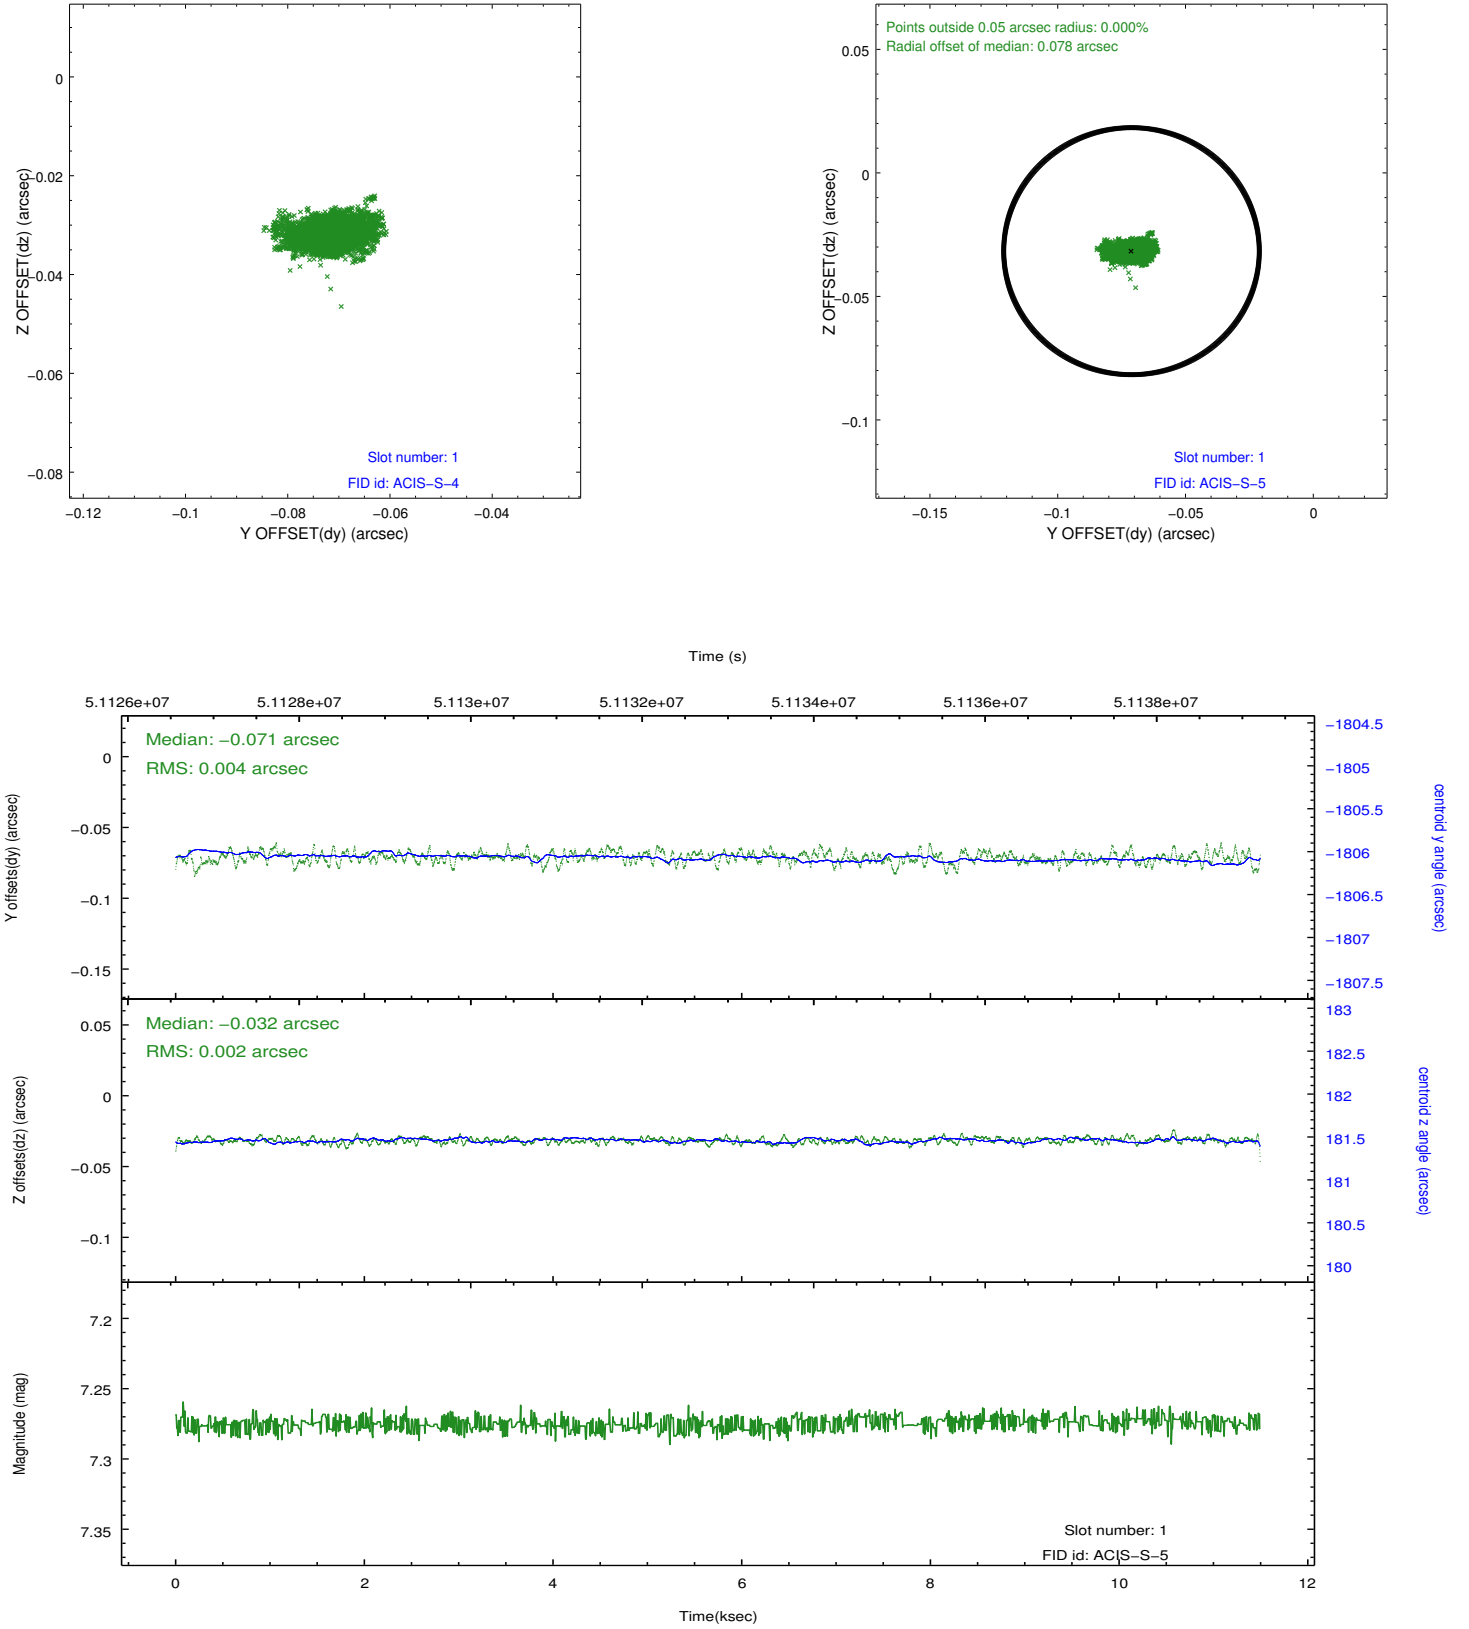 0
−0.02
−0.04
−0.06
−0.08
Z OFFSET(dz) (arcsec)
Slot number: 1
FID id: ACIS−S−4
−0.12
−0.1
−0.08
−0.06
−0.04
Y OFFSET(dy) (arcsec)
Points outside 0.05 arcsec radius: 0.000%
Radial offset of median: 0.078 arcsec
0.05
0
−0.05
−0.1
Z OFFSET(dz) (arcsec)
Slot number: 1
FID id: ACIS−S−5
−0.15
−0.1
−0.05
0
Y OFFSET(dy) (arcsec)
Time (s)
5.1126e+07
5.1128e+07
5.113e+07
5.1132e+07
5.1134e+07
5.1136e+07
5.1138e+07
Median: −0.071 arcsec
RMS: 0.004 arcsec
0
−0.05
−0.1
−0.15
Y offsets(dy) (arcsec)
−1804.5
−1805
−1805.5
−1806
−1806.5
−1807
−1807.5
centroid y angle (arcsec)
Median: −0.032 arcsec
RMS: 0.002 arcsec
0.05
0
−0.05
−0.1
Z offsets(dz) (arcsec)
183
182.5
182
181.5
181
180.5
180
centroid z angle (arcsec)
7.2
7.25
7.3
7.35
Magnitude (mag)
Slot number: 1
FID id: ACIS−S−5
0
2
4
6
8
10
12
Time(ksec)